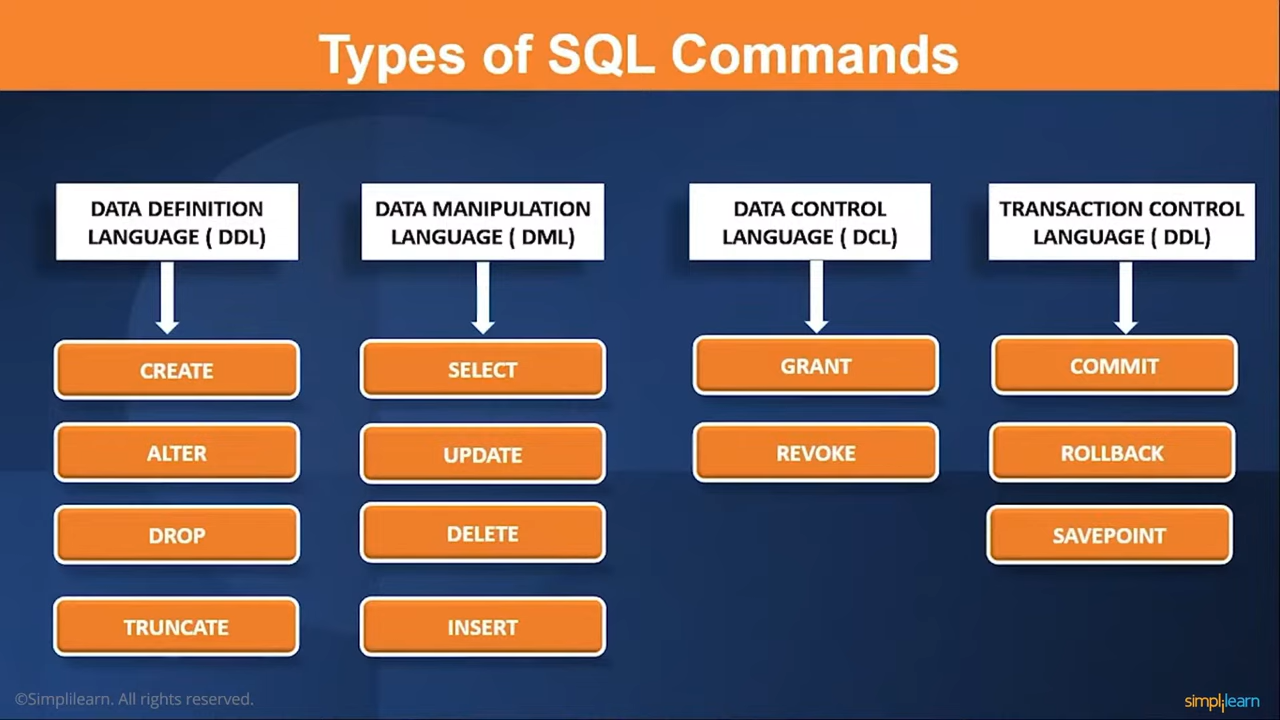 Types of SQL Commands
DATA DEFINITION
LANGUAGE ( DDL)
CREATE
ALTER
DROP
TRUNCATE
DATA MANIPULATION
LANGUAGE ( DML)
SELECT
UPDATE
DELETE
INSERT
DATA CONTROL
LANGUAGE ( DCL)
GRANT
REVOKE
TRANSACTION CONTROL
LANGUAGE ( DDL)
COMMIT
ROLLBACK
SAVEPOINT
©Simplilearn. All rights reserved.
simplilearn